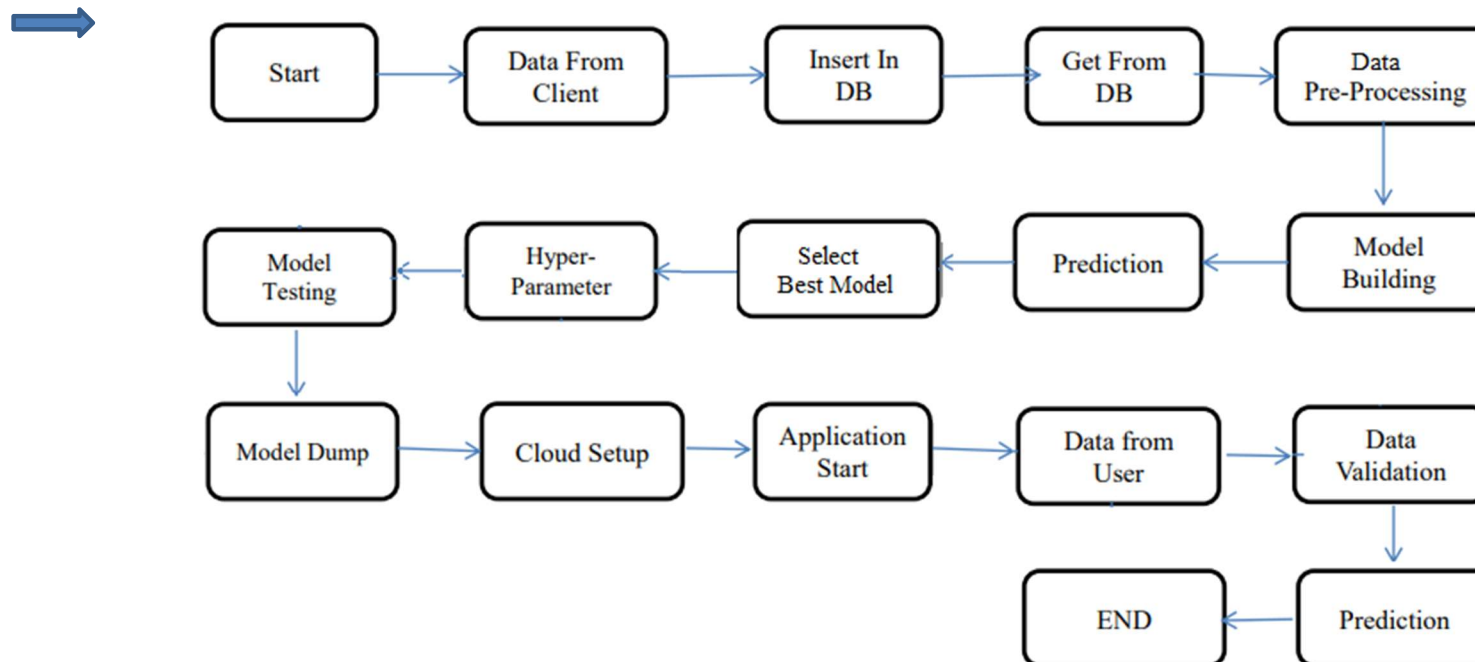 Start
Data From
Client
Insert In
DB
Get From
DB
Data
Pre-Processing
Model
Building
Prediction
Select
Best Model
Hyper-
Parameter
Model
Testing
Model Dump
Cloud Setup
Application
Start
Data from
User
Data
Validation
Prediction
END